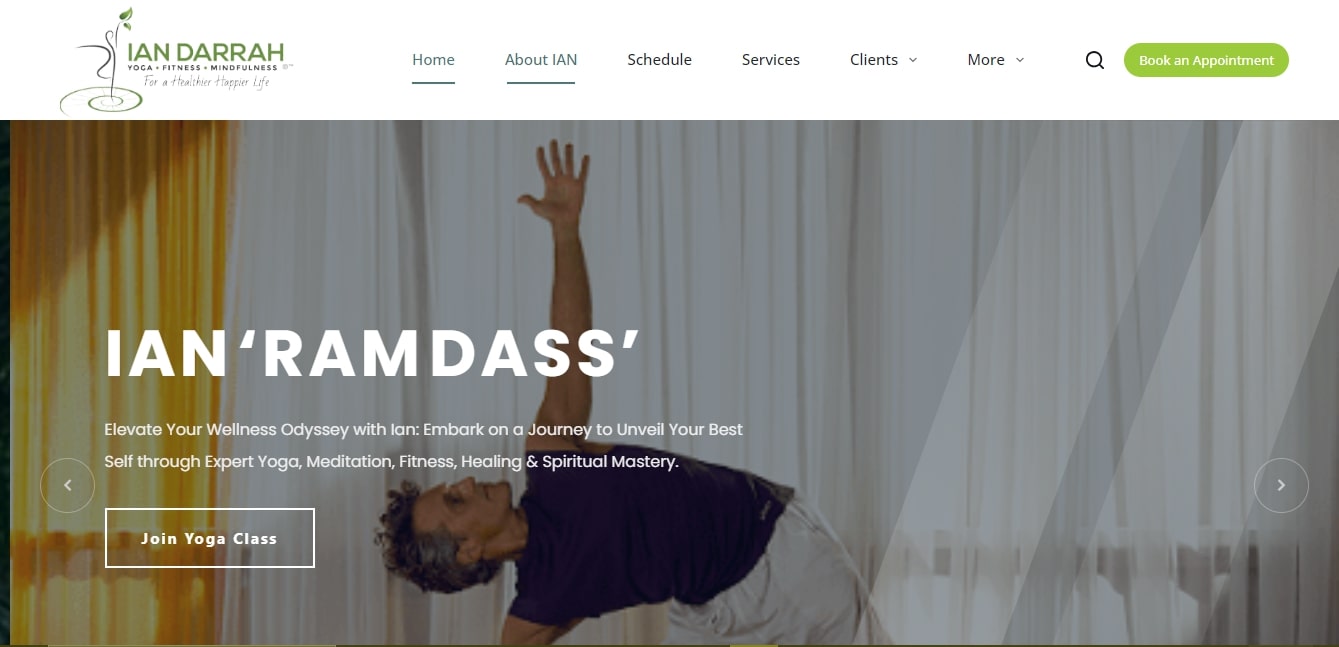 IAN DARRAH
YOGA • FITNESS • MINDFULNESS ®™
For a Healthier Happier Life
Home
About IAN
Schedule
Services
Clients
More
Book an Appointment
IAN ‘RAMDASS’
Elevate Your Wellness Odyssey with Ian: Embark on a Journey to Unveil Your Best
Self through Expert Yoga, Meditation, Fitness, Healing & Spiritual Mastery.
Join Yoga Class